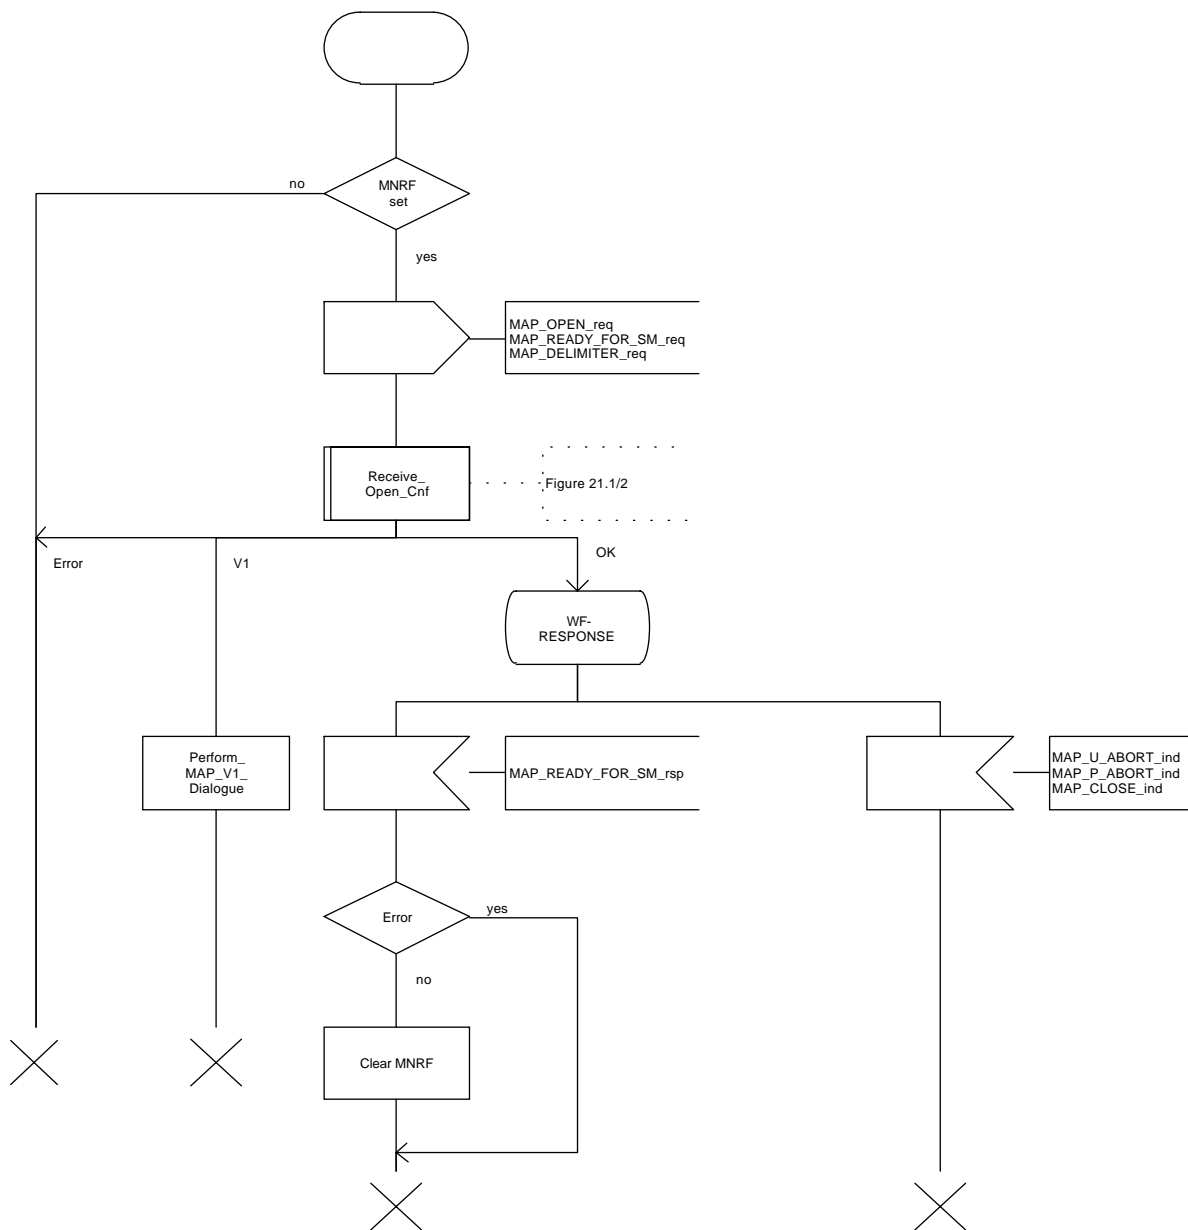 no
MNRF
set
yes
MAP_OPEN_req
MAP_READY_FOR_SM_req
MAP_DELIMITER_req
Receive_
Open_Cnf
Figure 21.1/2
Error
V1
OK
WF-
RESPONSE
Perform_
MAP_V1_
Dialogue
MAP_READY_FOR_SM_rsp
MAP_U_ABORT_ind
MAP_P_ABORT_ind
MAP_CLOSE_ind
Error
yes
no
Clear MNRF